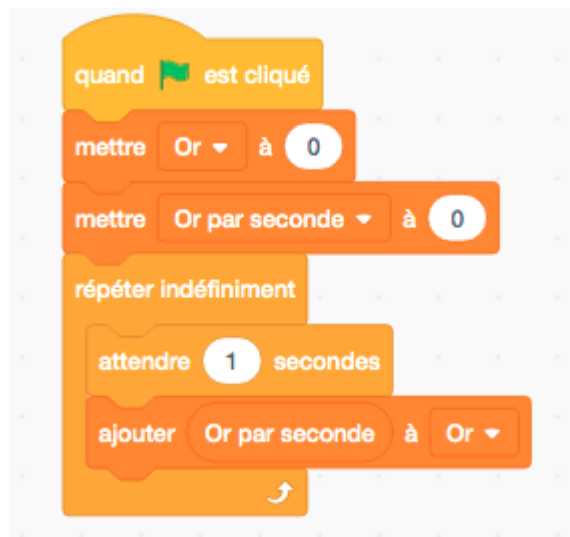 quand est cliqué
mettre Or à 0
mettre Or par seconde à 0
répéter indéfiniment
attendre 1 secondes
ajouter Or par seconde à Or